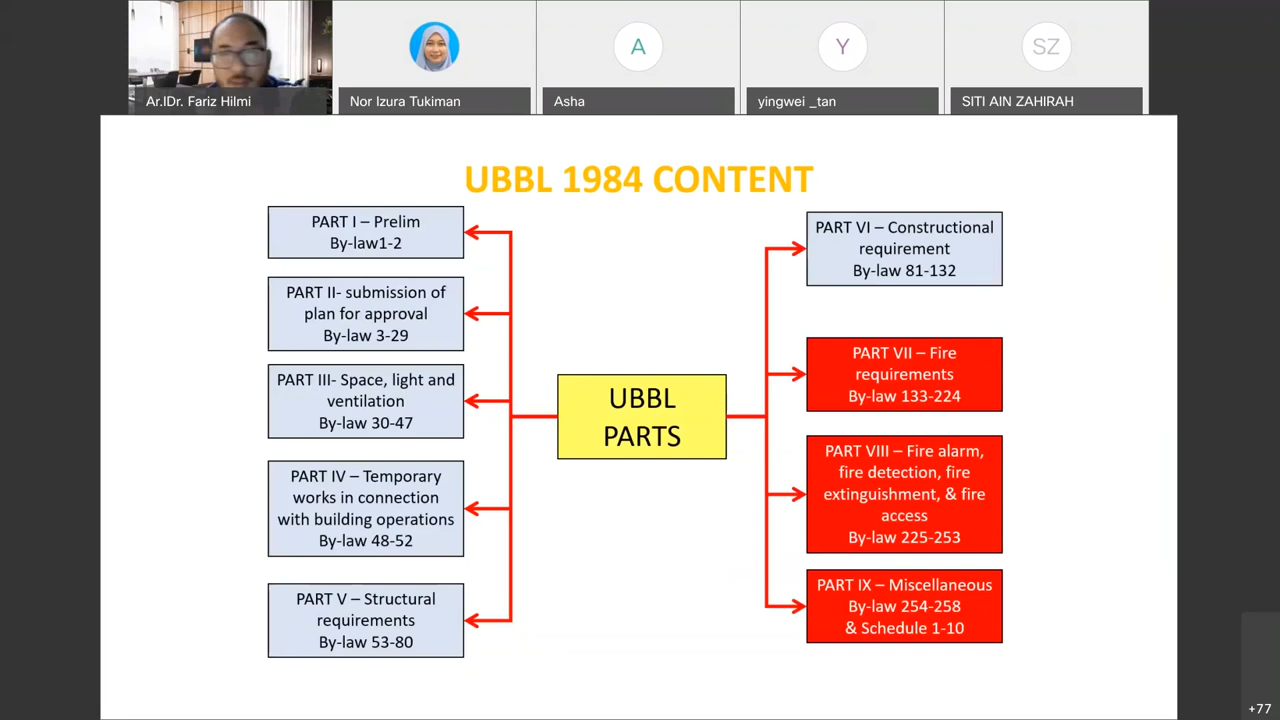 Ar.IDr. Fariz Hilmi
Nor Izura Tukiman
A
Asha
Y
yingwei _tan
SZ
SITI AIN ZAHIRAH
UBBL 1984 CONTENT
PART I – Prelim
By-law1-2
PART II- submission of
plan for approval
By-law 3-29
PART III- Space, light and
ventilation
By-law 30-47
PART IV – Temporary
works in connection
with building operations
By-law 48-52
PART V – Structural
requirements
By-law 53-80
UBBL
PARTS
PART VI – Constructional
requirement
By-law 81-132
PART VII – Fire
requirements
By-law 133-224
PART VIII – Fire alarm,
fire detection, fire
extinguishment, & fire
access
By-law 225-253
PART IX – Miscellaneous
By-law 254-258
& Schedule 1-10
+77